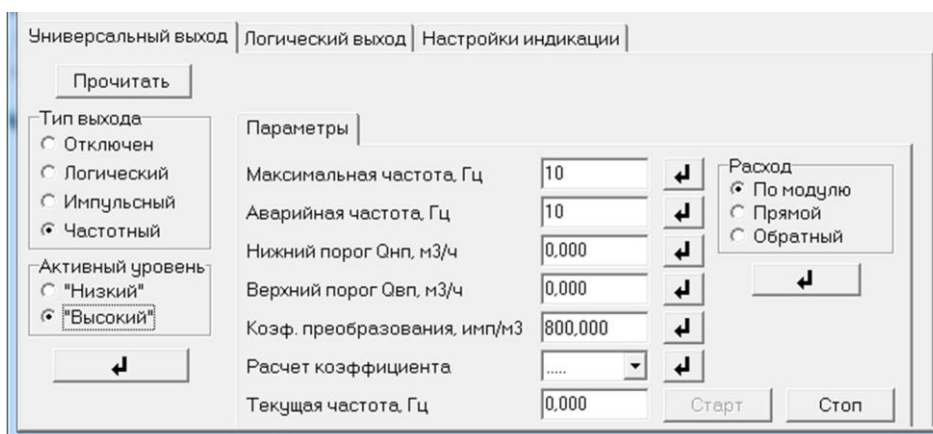 Универсальный выход Логический выход Настройки индикации
Прочитать
Тип выхода
Отключен
Логический
Импульсный
Частотный
Активный уровень
"Низкий"
"Высокий"
Параметры
Максимальная частота, Гц 10
Аварийная частота, Гц 10
Нижний порог Qнп, м3/ч 0,000
Верхний порог Qвп, м3/ч 0,000
Коэф. преобразования, имп/м3 800,000
Расчет коэффициента .....
Текущая частота, Гц 0,000
Старт Стоп
Расход
По модулю
Прямой
Обратный